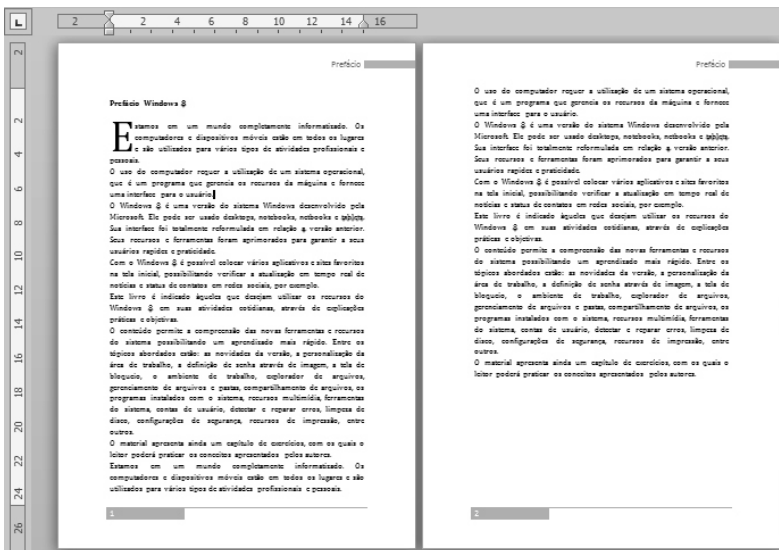 L 2 2 4 6 8 10 12 14 16
2
2
4
6
8
10
12
14
16
18
20
22
24
26
Prefácio
Prefácio Windows 8
Estamos em um mundo completamente informatizado. Os
computadores e dispositivos móveis estão em todos os lugares
e são utilizados para vários tipos de atividades profissionais e
pessoais.
O uso do computador requer a utilização de um sistema operacional,
que é um programa que gerencia os recursos da máquina e fornece
uma interface para o usuário.
O Windows 8 é uma versão do sistema Windows desenvolvido pela
Microsoft. Ele pode ser usado desktops, notebooks, netbooks e tablets.
Sua interface foi totalmente reformulada em relação a versão anterior.
Seus recursos e ferramentas foram aprimorados para garantir a seus
usuários rapidez e praticidade.
Com o Windows 8 é possível colocar vários aplicativos e sites favoritos
na tela inicial, possibilitando verificar a atualização em tempo real de
notícias e status de contatos em redes sociais, por exemplo.
Este livro é indicado àqueles que desejam utilizar os recursos do
Windows 8 em suas atividades cotidianas, através de explicações
práticas e objetivas.
O conteúdo permite a compreensão das novas ferramentas e recursos
do sistema possibilitando um aprendizado mais rápido. Entre os
tópicos abordados estão: as novidades da versão, a personalização da
área de trabalho, a definição de senha através de imagem, a tela de
bloqueio, o ambiente de trabalho, explorador de arquivos,
gerenciamento de arquivos e pastas, compartilhamento de arquivos, os
programas instalados com o sistema, recursos multimídia, ferramentas
do sistema, contas de usuário, detectar e reparar erros, limpeza de
disco, configurações de segurança, recursos de impressão, entre
outros.
O material apresenta ainda um capítulo de exercícios, com os quais o
leitor poderá praticar os conceitos apresentados pelos autores.
Estamos em um mundo completamente informatizado. Os
computadores e dispositivos móveis estão em todos os lugares e são
utilizados para vários tipos de atividades profissionais e pessoais.
1
Prefácio
O uso do computador requer a utilização de um sistema operacional,
que é um programa que gerencia os recursos da máquina e fornece
uma interface para o usuário.
O Windows 8 é uma versão do sistema Windows desenvolvido pela
Microsoft. Ele pode ser usado desktops, notebooks, netbooks e tablets.
Sua interface foi totalmente reformulada em relação a versão anterior.
Seus recursos e ferramentas foram aprimorados para garantir a seus
usuários rapidez e praticidade.
Com o Windows 8 é possível colocar vários aplicativos e sites favoritos
na tela inicial, possibilitando verificar a atualização em tempo real de
notícias e status de contatos em redes sociais, por exemplo.
Este livro é indicado àqueles que desejam utilizar os recursos do
Windows 8 em suas atividades cotidianas, através de explicações
práticas e objetivas.
O conteúdo permite a compreensão das novas ferramentas e recursos
do sistema possibilitando um aprendizado mais rápido. Entre os
tópicos abordados estão: as novidades da versão, a personalização da
área de trabalho, a definição de senha através de imagem, a tela de
bloqueio, o ambiente de trabalho, explorador de arquivos,
gerenciamento de arquivos e pastas, compartilhamento de arquivos, os
programas instalados com o sistema, recursos multimídia, ferramentas
do sistema, contas de usuário, detectar e reparar erros, limpeza de
disco, configurações de segurança, recursos de impressão, entre
outros.
O material apresenta ainda um capítulo de exercícios, com os quais o
leitor poderá praticar os conceitos apresentados pelos autores.
2